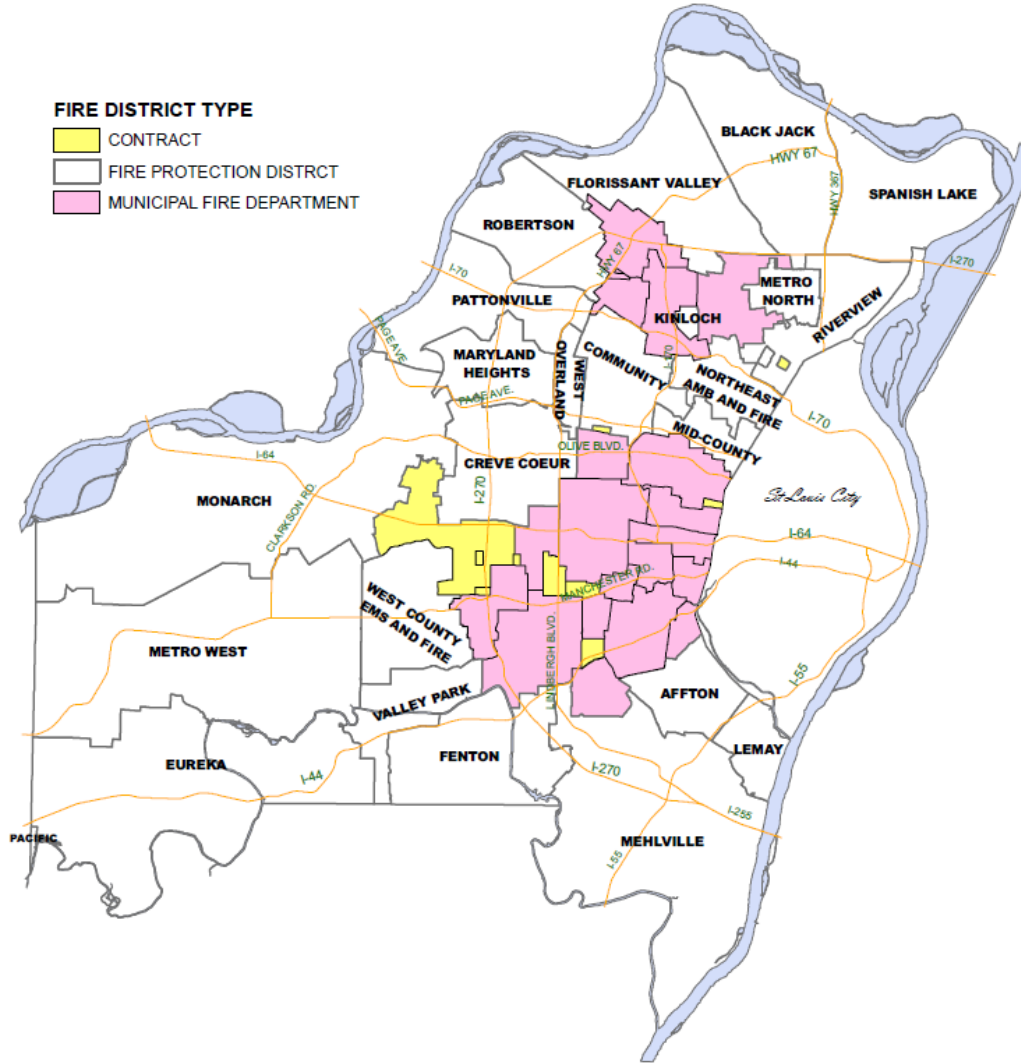 FIRE DISTRICT TYPE
CONTRACT
FIRE PROTECTION DISTRCT
MUNICIPAL FIRE DEPARTMENT
BLACK JACK
HWY 67
FLORISSANT VALLEY
HWY 367
SPANISH LAKE
ROBERTSON
HWY 67
I-70
I-270
METRO
NORTH
PATTONVILLE
KINLOCH
RIVERVIEW
PAGE AVE.
MARYLAND
HEIGHTS
WEST
OVERLAND
COMMUNITY
I-170
NORTHEAST
AMB AND FIRE
PAGE AVE.
I-70
MID-COUNTY
OLIVE BLVD.
I-64
CREVE COEUR
MONARCH
CLARKSON RD.
I-270
St Louis City
I-64
I-44
MANCHESTER RD.
WEST COUNTY
EMS AND FIRE
METRO WEST
LINDBERGH BLVD.
VALLEY PARK
AFFTON
I-55
LEMAY
FENTON
EUREKA
I-44
I-270
I-255
PACIFIC
MEHLVILLE
I-55